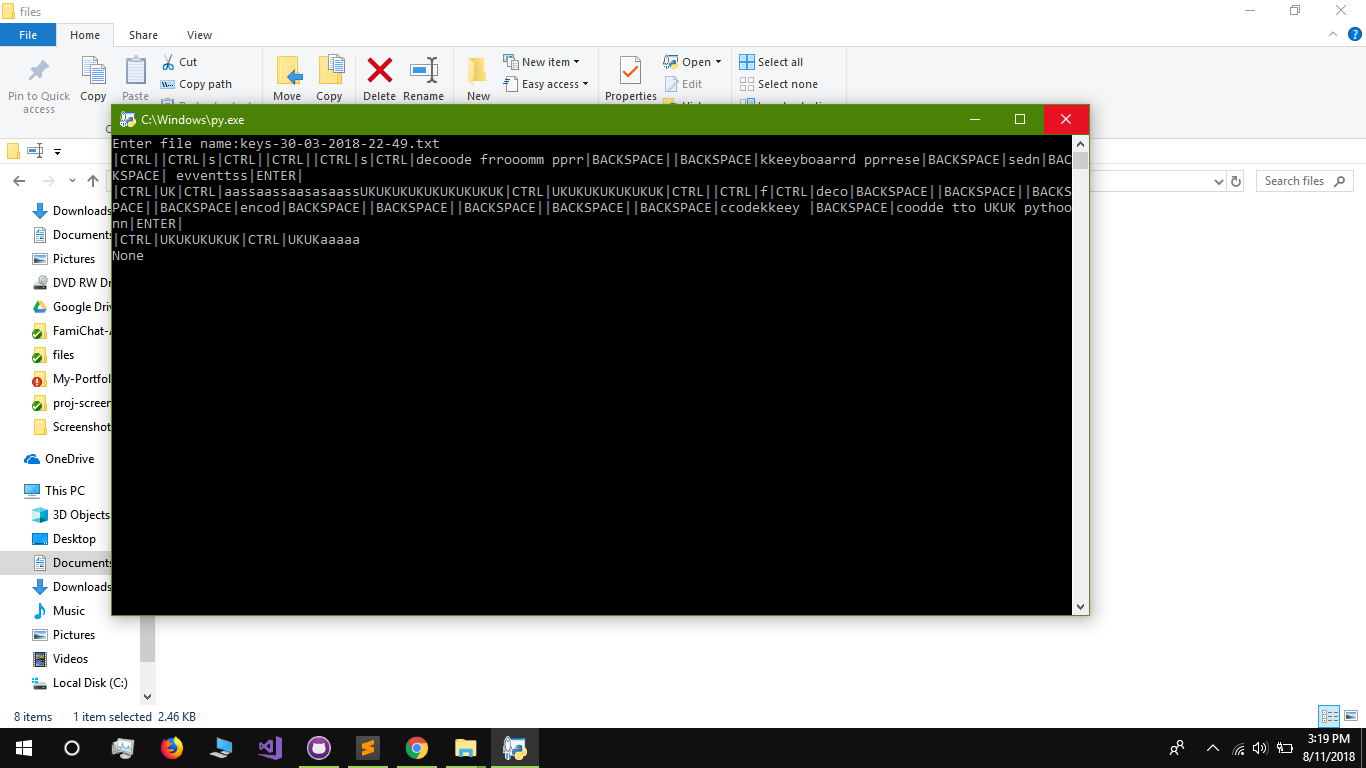 files
File
Home
Share
View
Pin to Quick access
Copy
Paste
Cut
Copy path
Move
Copy
Delete
Rename
New
New item
Easy access
Properties
Open
Edit
Select all
Select none
C:\Windows\py.exe
Enter file name:keys-30-03-2018-22-49.txt
|CTRL||CTRL|s|CTRL||CTRL||CTRL|s|CTRL|decoode frrooomm pprr|BACKSPACE||BACKSPACE|kkeeyboaarrd pprrese|BACKSPACE|sedn|BAC
KSPACE| evventtss|ENTER|
|CTRL|UK|CTRL|aassaassaasasaassUKUKUKUKUKUKUKUKUK|CTRL|UKUKUKUKUKUKUK|CTRL||CTRL|f|CTRL|deco|BACKSPACE||BACKSPACE||BACKS
PACE||BACKSPACE|encod|BACKSPACE||BACKSPACE||BACKSPACE||BACKSPACE||BACKSPACE|ccodekkeey |BACKSPACE|coodde tto UKUK pythoo
nn|ENTER|
|CTRL|UKUKUKUKUK|CTRL|UKUKaaaaa
None
Search files
Downloads
Documents
Pictures
DVD RW Dr
Google Driv
FamiChat-
files
My-Portfol
proj-screen
Screenshot
OneDrive
This PC
3D Objects
Desktop
Documents
Downloads
Music
Pictures
Videos
Local Disk (C:)
8 items
1 item selected 2.46 KB
3:19 PM
8/11/2018